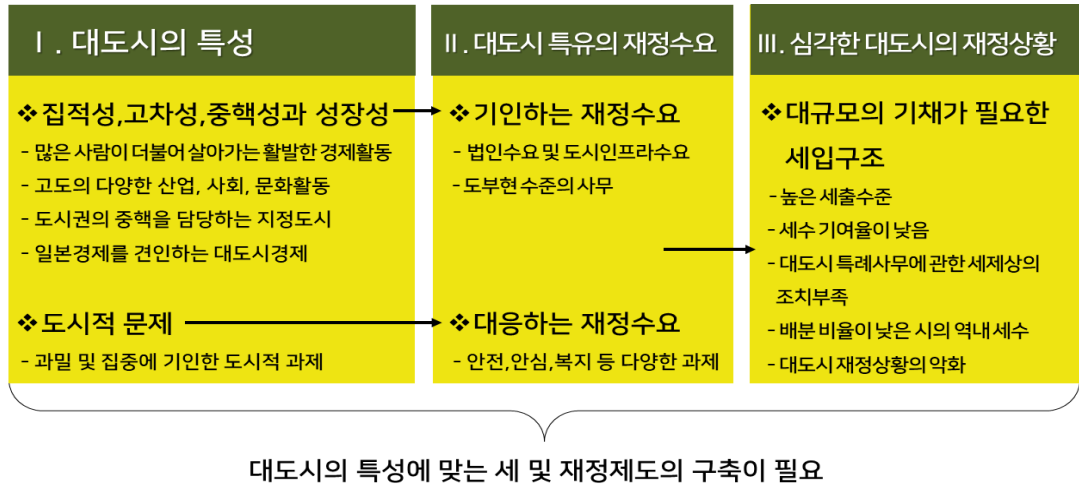 Ⅰ. 대도시의 특성
❖집적성,고차성,중핵성과 성장성
- 많은 사람이 더불어 살아가는 활발한 경제활동
- 고도의 다양한 산업, 사회, 문화활동
- 도시권의 중핵을 담당하는 지정도시
- 일본경제를 견인하는 대도시경제
❖도시적 문제
- 과밀 및 집중에 기인한 도시적 과제
Ⅱ. 대도시 특유의 재정수요
❖기인하는 재정수요
- 법인수요 및 도시인프라수요
- 도부현 수준의 사무
❖대응하는 재정수요
- 안전,안심,복지 등 다양한 과제
Ⅲ. 심각한 대도시의 재정상황
❖대규모의 기채가 필요한
세입구조
- 높은 세출수준
- 세수 기여율이 낮음
- 대도시 특례사무에 관한 세제상의
조치부족
- 배분 비율이 낮은 시의 역내 세수
- 대도시 재정상황의 악화
대도시의 특성에 맞는 세 및 재정제도의 구축이 필요